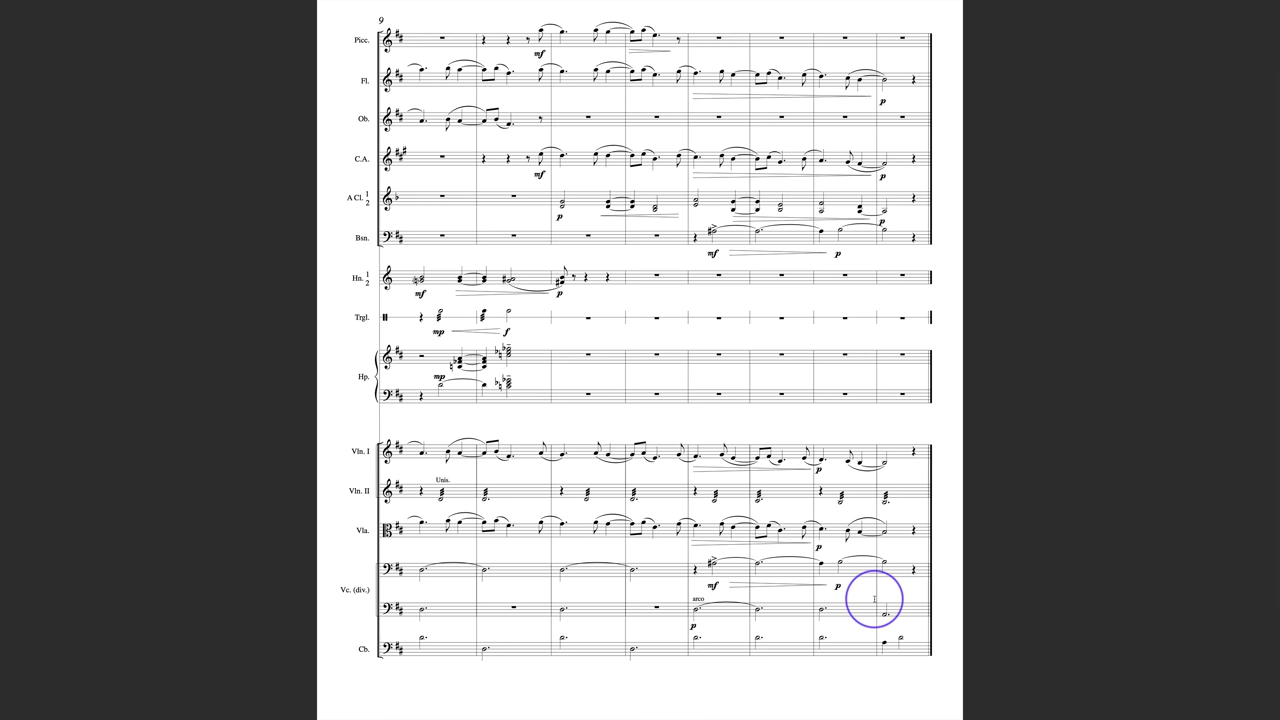 9
Picc.
mf
Fl.
p
Ob.
C.A.
mf
p
A Cl. 1 2
p
p
Bsn.
mf
p
Hn. 1 2
mf
p
Trgl.
mp
f
Hp.
mp
Vln. I
p
Unis.
Vln. II
Vla.
p
mf
p
Vc. (div.)
arco
p
Cb.